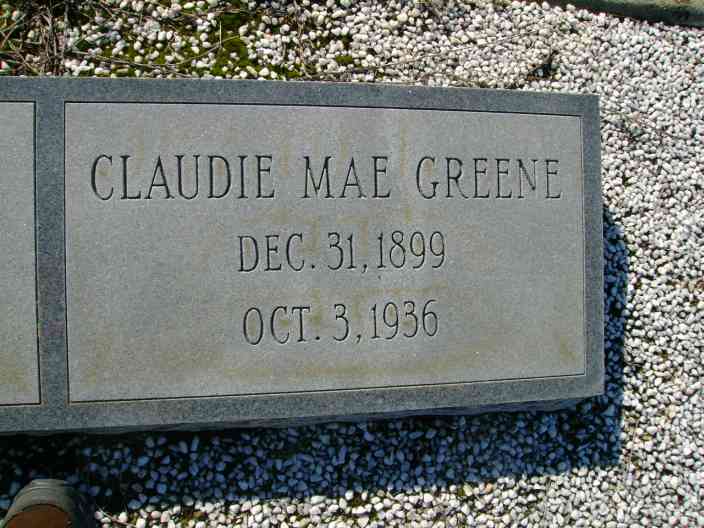 CLAUDIE MAE GREENE
DEC. 31, 1899
OCT. 3, 1936